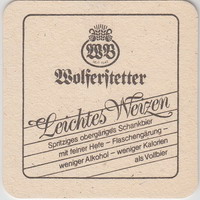 WB
Wolferstetter
Leichtes Weizen
Spritziges obergäriges Schankbier
mit feiner Hefe – Flaschengärung –
weniger Alkohol – weniger Kalorien
als Vollbier